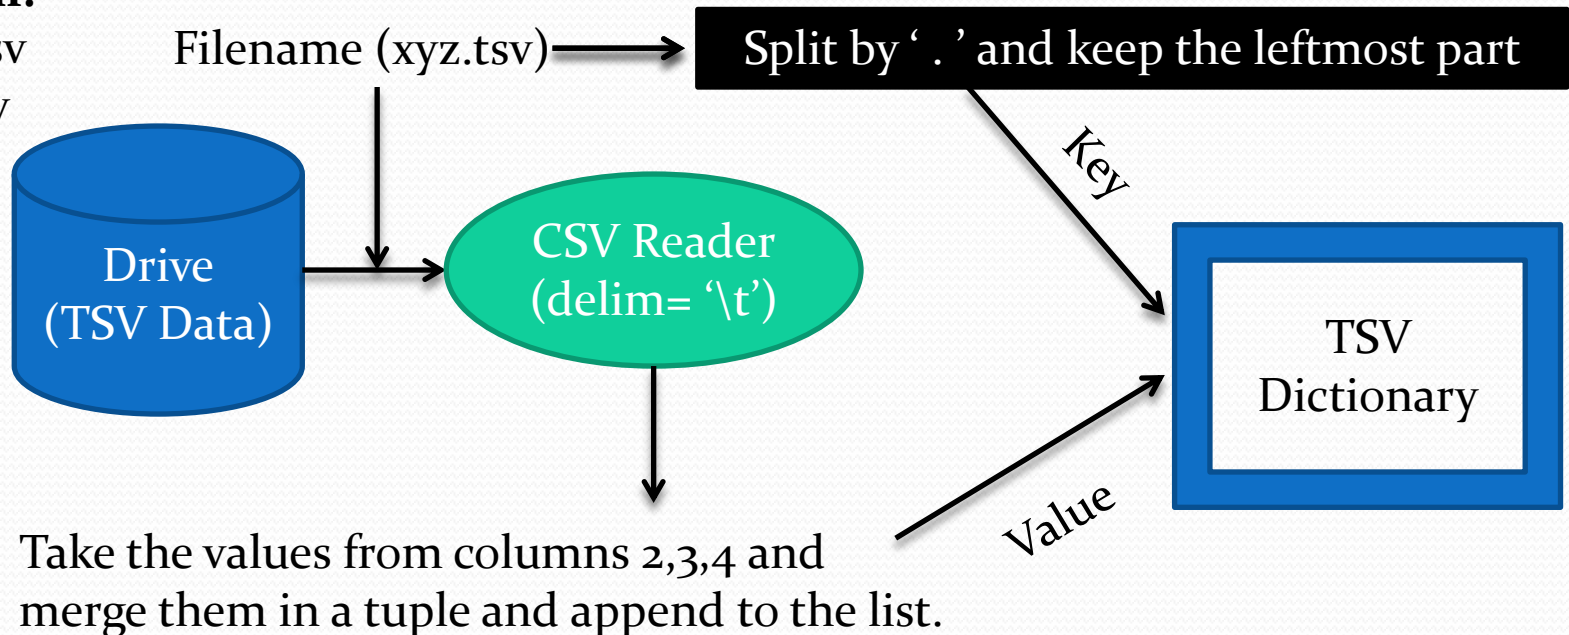 Filename (xyz.tsv)
Split by ‘ . ’ and keep the leftmost part
Key
Drive
(TSV Data)
CSV Reader
(delim= ‘\t’)
TSV
Dictionary
Value
Take the values from columns 2,3,4 and
merge them in a tuple and append to the list.